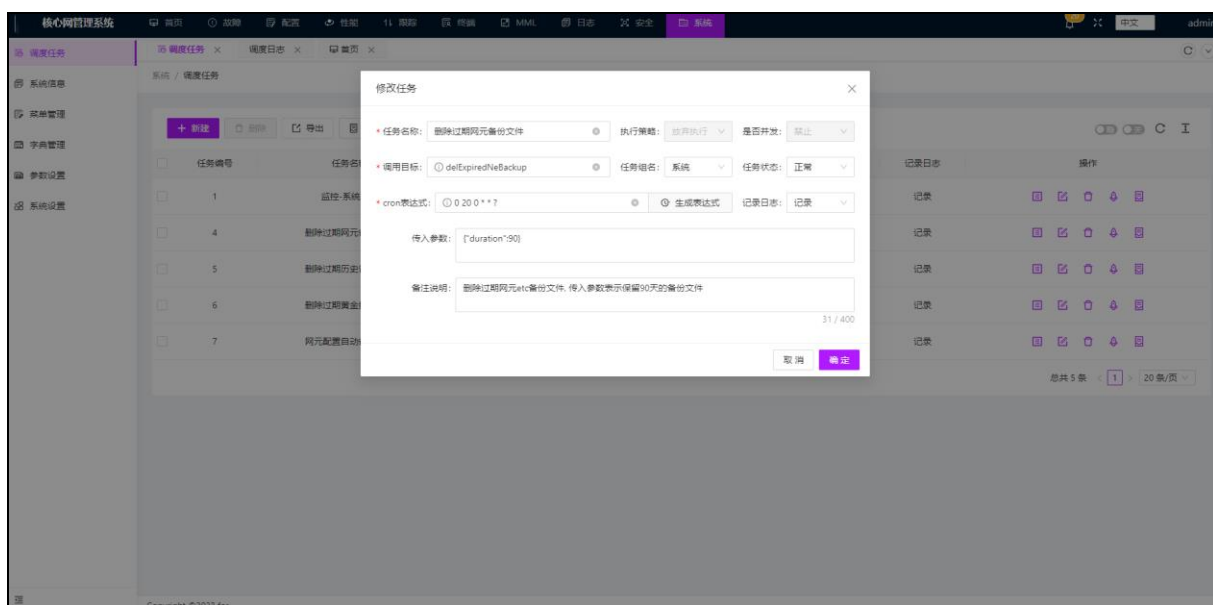 核心网管理系统 首页 故障 配置 性能 跟踪 终端 MML 日志 安全 系统 中文 admin
调度任务 调度任务 调度日志 首页
系统信息 系统 / 调度任务
菜单管理
字典管理
参数设置
系统设置
修改任务
+ 新建 删除 导出
* 任务名称: 删除过期网元备份文件 执行策略: 放弃执行 是否并发: 禁止
* 调用目标: delExpiredNeBackup 任务组名: 系统 任务状态: 正常
* cron表达式: 0 20 0 * * ? 生成表达式 记录日志: 记录
传入参数: {"duration":90}
备注说明: 删除过期网元etc备份文件, 传入参数表示保留90天的备份文件
31 / 400
取消 确定
任务编号 任务名 记录日志 操作
1 监控-系统 记录
4 删除过期网元 记录
5 删除过期历史 记录
6 删除过期黄金 记录
7 网元配置自动 记录
总共 5 条 1 20 条/页
Copyright ©2023 for